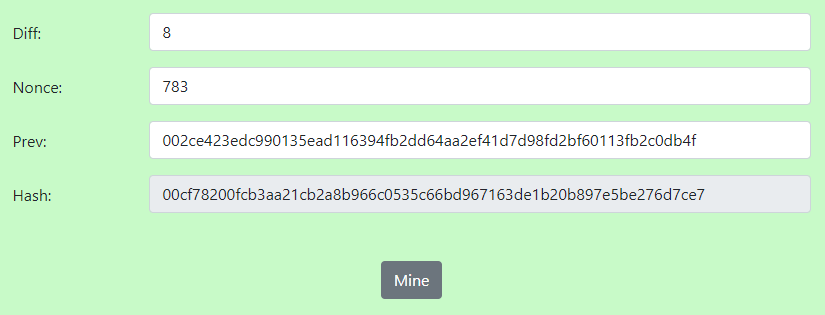 Diff: 8
Nonce: 783
Prev: 002ce423edc990135ead116394fb2dd64aa2ef41d7d98fd2bf60113fb2c0db4f
Hash: 00cf78200fcb3aa21cb2a8b966c0535c66bd967163de1b20b897e5be276d7ce7
Mine